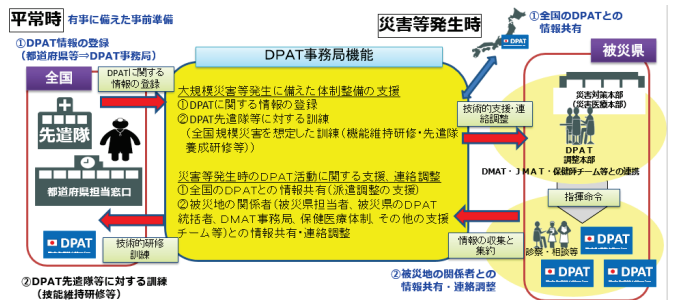 平常時 有事に備えた事前準備
①DPAT情報の登録
(都道府県等⇒DPAT事務局)
全国
DPATに関する
情報の登録
先遣隊
都道府県担当窓口
DPAT
DPAT
技術的研修
訓練
②DPAT先遣隊等に対する訓練
(技能維持研修等)
DPAT事務局機能
大規模災害等発生に備えた体制整備の支援
①DPATに関する情報の登録
②DPAT先遣隊等に対する訓練
(全国規模災害を想定した訓練(機能維持研修・先遣隊
養成研修等))
災害等発生時のDPAT活動に関する支援、連絡調整
①全国のDPATとの情報共有(派遣調整の支援)
②被災地の関係者(被災県担当者、被災県のDPAT
統括者、DMAT事務局、保健医療体制、その他の支援
チーム等)との情報共有・連絡調整
災害等発生時
①全国のDPATとの
情報共有
DPAT
技術的支援・連
絡調整
情報の収集と
集約
②被災地の関係者との
情報共有・連絡調整
被災県
災害対策本部
(災害医療本部)
DPAT
調整本部
DMAT・JMAT・保健師チーム等との連携
指揮命令
診察・相談等
DPAT
DPAT
DPAT